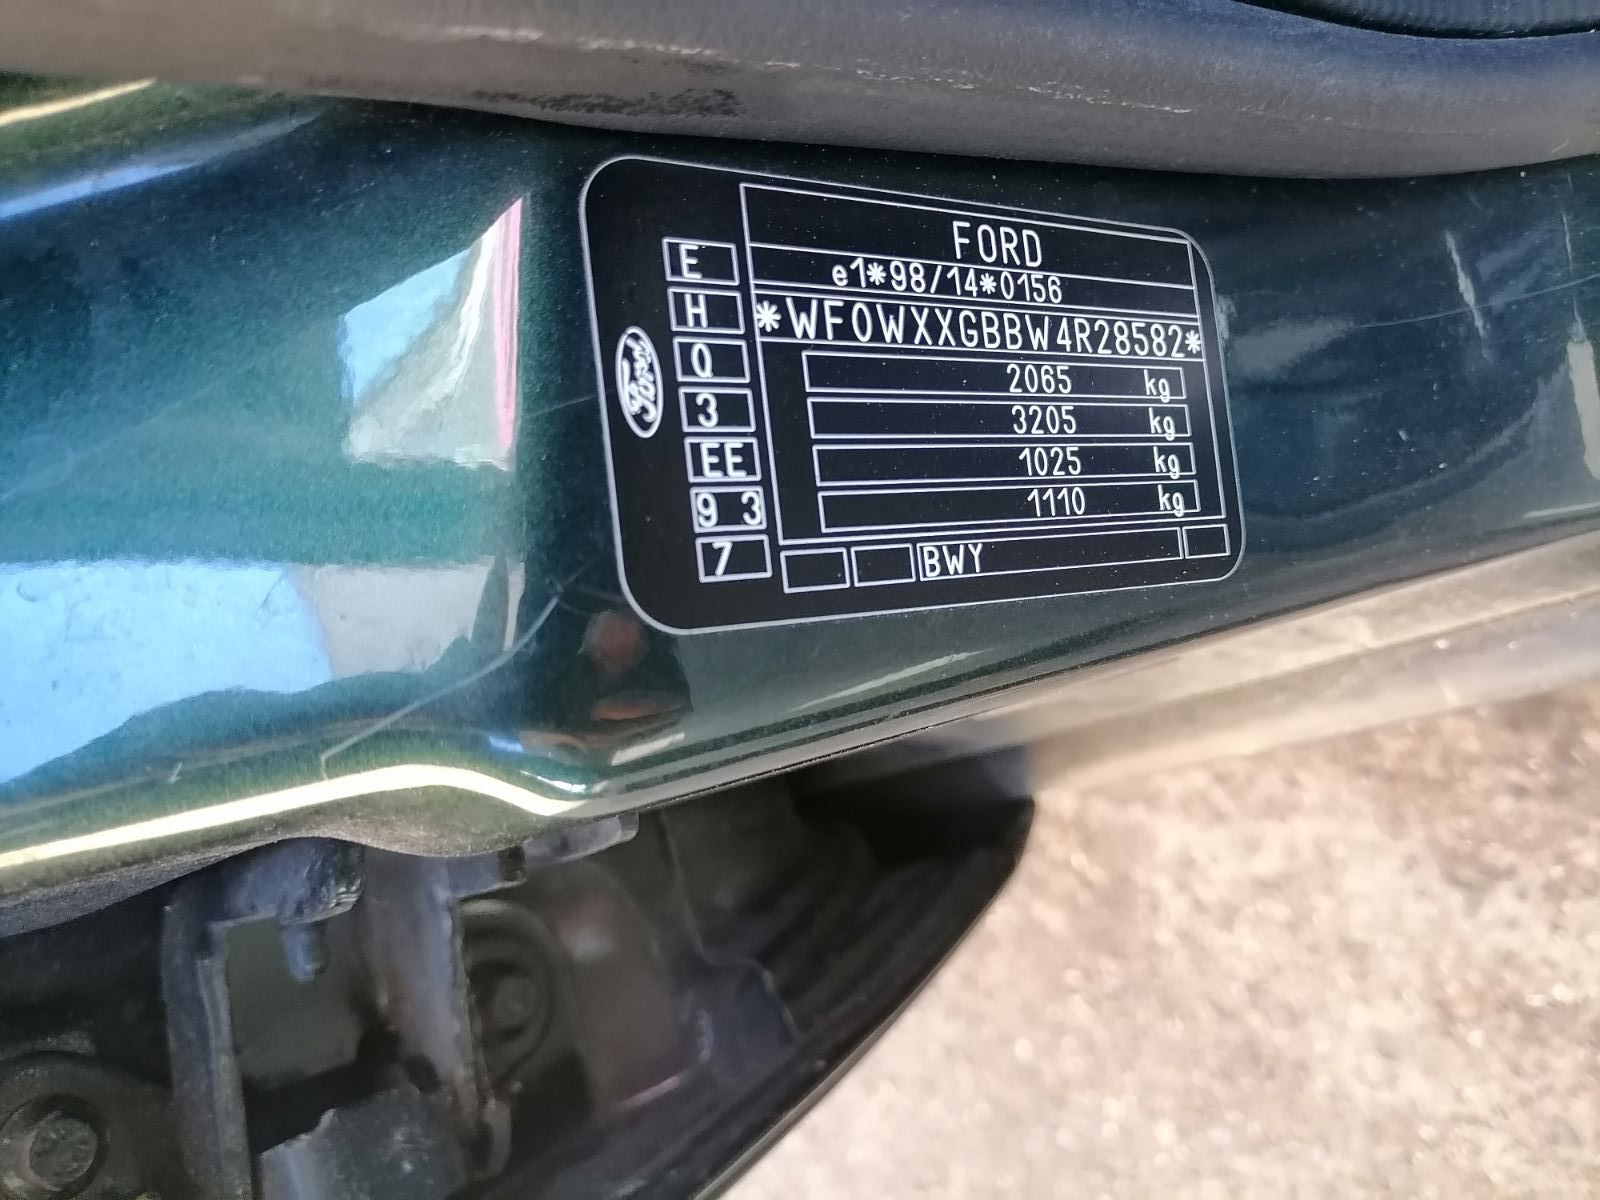 FORD
e1*98/14*0156
*WF0WXXGBBW4R28582*
2065 kg
3205 kg
1025 kg
1110 kg
BWY
E
H
Q
3
EE
9 3
7
Ford